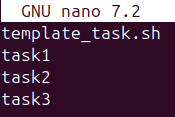 GNU nano 7.2
template_task.sh
task1
task2
task3